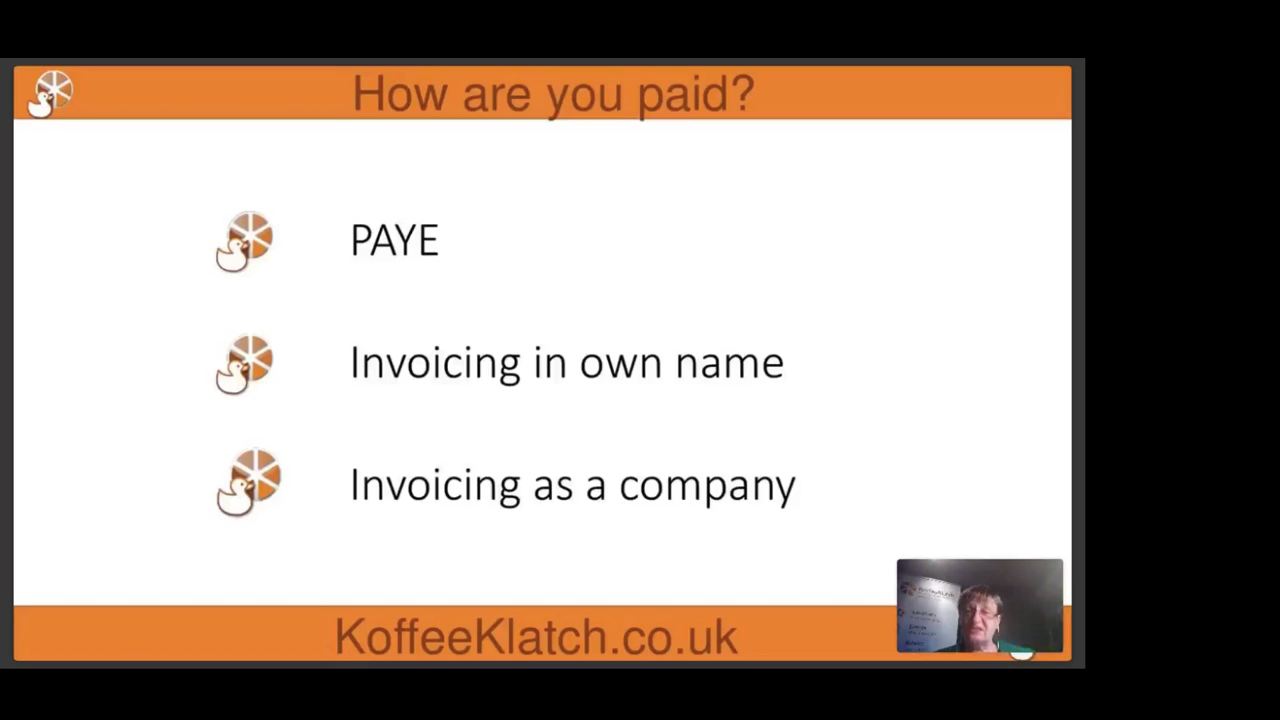 How are you paid?
PAYE
Invoicing in own name
Invoicing as a company
KoffeeKlatch.co.uk